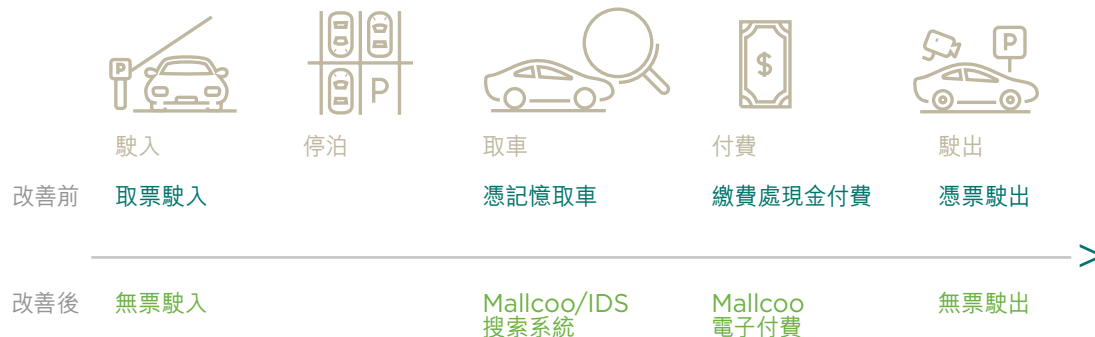 P
P
$
P
駛入 停泊 取車 付費 駛出
改善前 取票駛入 憑記憶取車 繳費處現金付費 憑票駛出
改善後 無票駛入 Mallcoo/IDS Mallcoo 無票駛出
搜索系統 電子付費